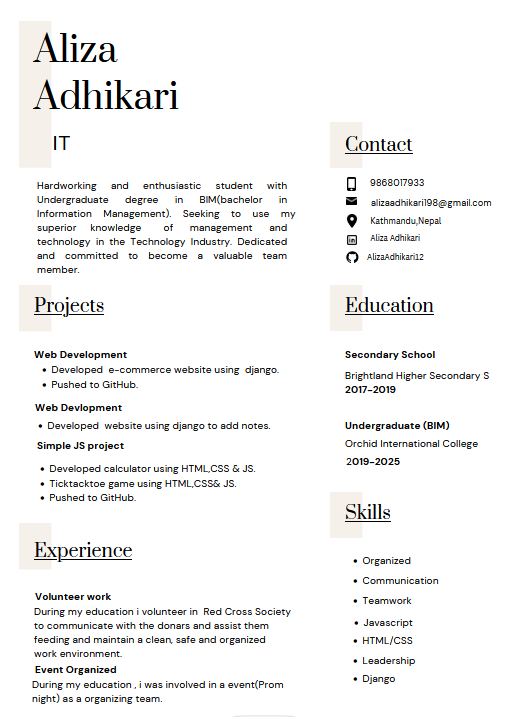 Aliza
Adhikari
IT
Hardworking and enthusiastic student with
Undergraduate degree in BIM(bachelor in
Information Management). Seeking to use my
superior knowledge of management and
technology in the Technology Industry. Dedicated
and committed to become a valuable team
member.
Projects
Web Development
• Developed e-commerce website using django.
• Pushed to GitHub.
Web Devlopment
• Developed website using django to add notes.
Simple JS project
• Developed calculator using HTML,CSS & JS.
• Ticktacktoe game using HTML,CSS& JS.
• Pushed to GitHub.
Experience
Volunteer work
During my education i volunteer in Red Cross Society
to communicate with the donars and assist them
feeding and maintain a clean, safe and organized
work environment.
Event Organized
During my education , i was involved in a event(Prom
night) as a organizing team.
Contact
9868017933
alizaadhikari198@gmail.com
Kathmandu,Nepal
Aliza Adhikari
AlizaAdhikari12
Education
Secondary School
Brightland Higher Secondary S
2017-2019
Undergraduate (BIM)
Orchid International College
2019-2025
Skills
• Organized
• Communication
• Teamwork
• Javascript
• HTML/CSS
• Leadership
• Django